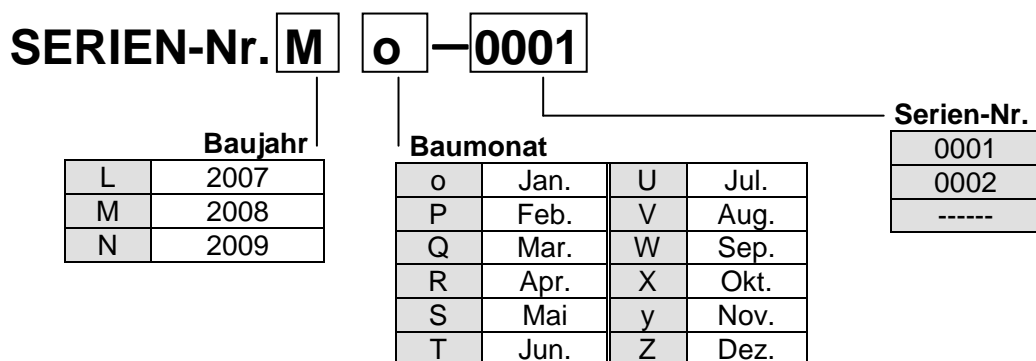 SERIEN-Nr. M o —0001
Baujahr
L 2007
M 2008
N 2009
Baumonat
o Jan. U Jul.
P Feb. V Aug.
Q Mar. W Sep.
R Apr. X Okt.
S Mai y Nov.
T Jun. Z Dez.
Serien-Nr.
0001
0002
------